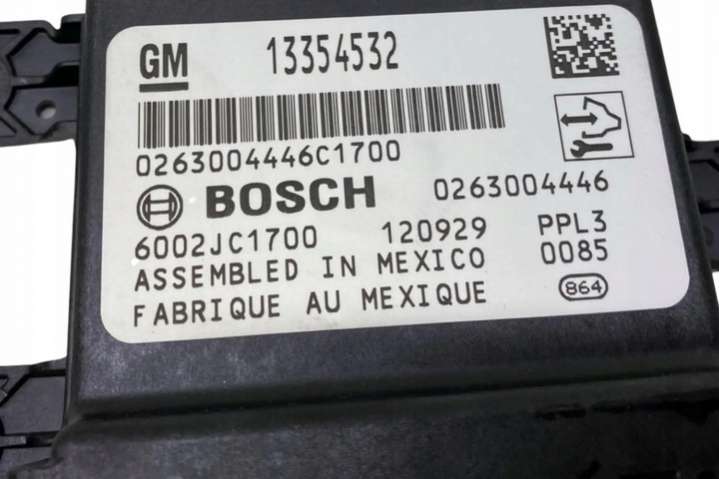 GM 13354532
0263004446C1700
BOSCH 0263004446
6002JC1700 120929 PPL3
ASSEMBLED IN MEXICO 0085
FABRIQUE AU MEXIQUE 864